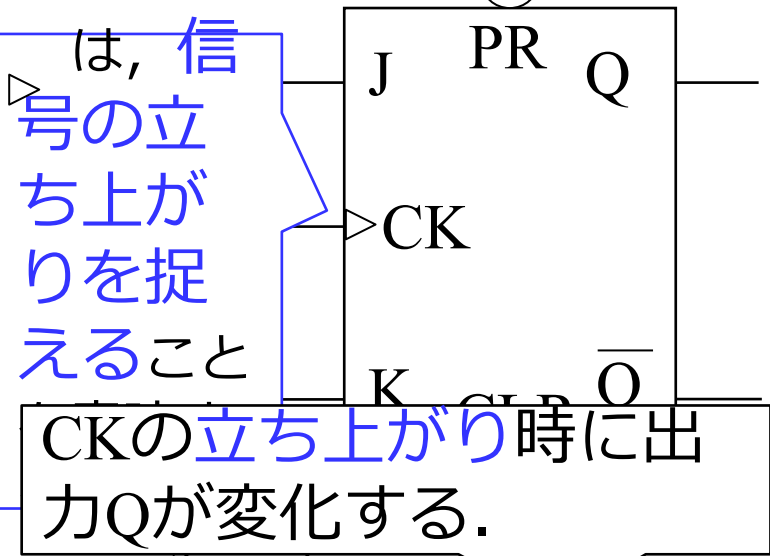 は, 信
号の立
ち上が
りを捉
えること
PR
J
Q
CK
K
CKの立ち上がり時に出
力Qが変化する.